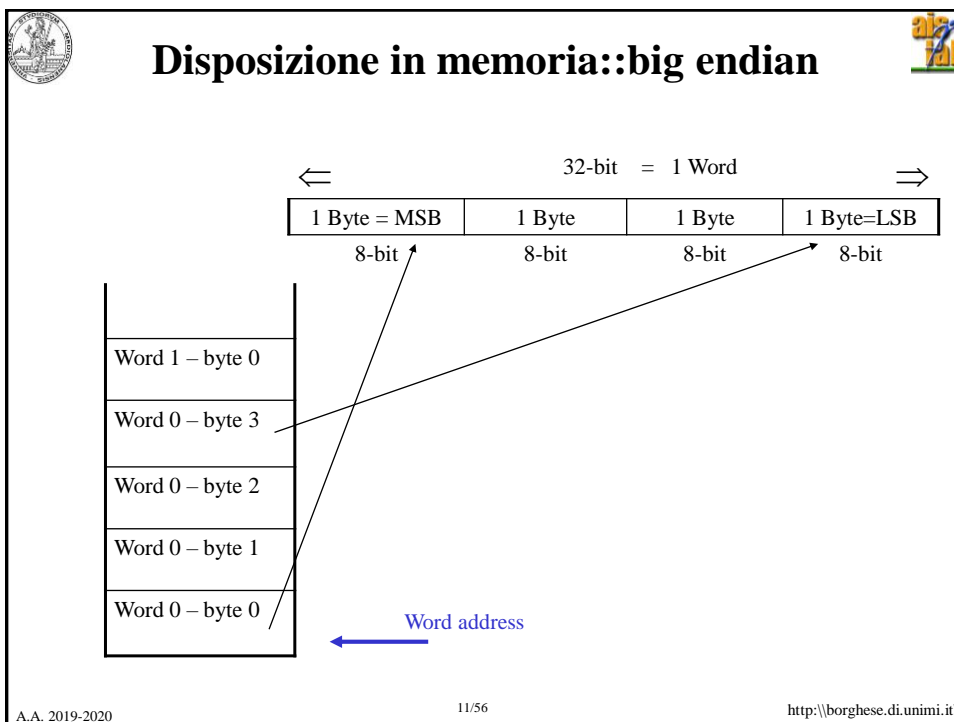 Disposizione in memoria::big endian
⇐ 32-bit = 1 Word ⇒
1 Byte = MSB 1 Byte 1 Byte 1 Byte=LSB
8-bit 8-bit 8-bit 8-bit
Word 1 – byte 0
Word 0 – byte 3
Word 0 – byte 2
Word 0 – byte 1
Word 0 – byte 0
Word address
A.A. 2019-2020 11/56 http:\\borghese.di.unimi.it